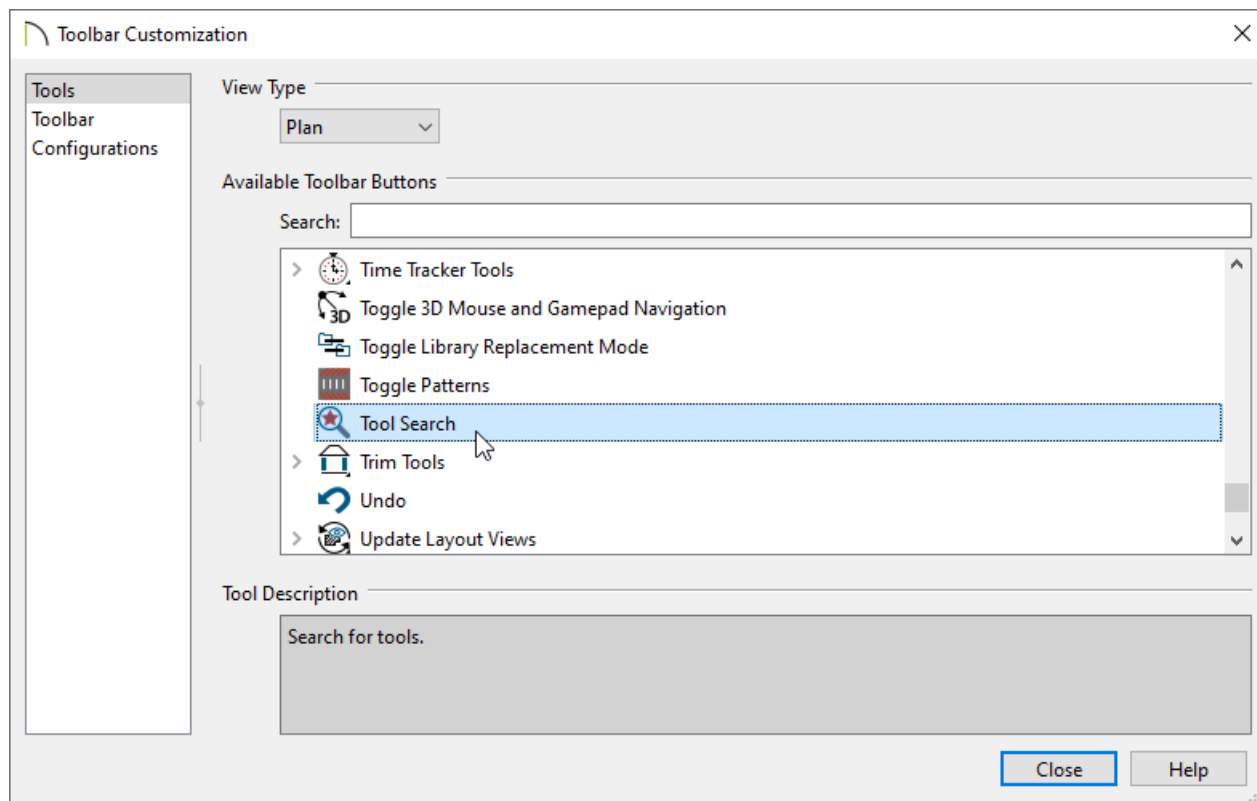 Toolbar Customization
Tools
Toolbar
Configurations
View Type
Plan
Available Toolbar Buttons
Search:
Time Tracker Tools
3D Toggle 3D Mouse and Gamepad Navigation
Toggle Library Replacement Mode
Toggle Patterns
Tool Search
Trim Tools
Undo
Update Layout Views
Tool Description
Search for tools.
Close Help